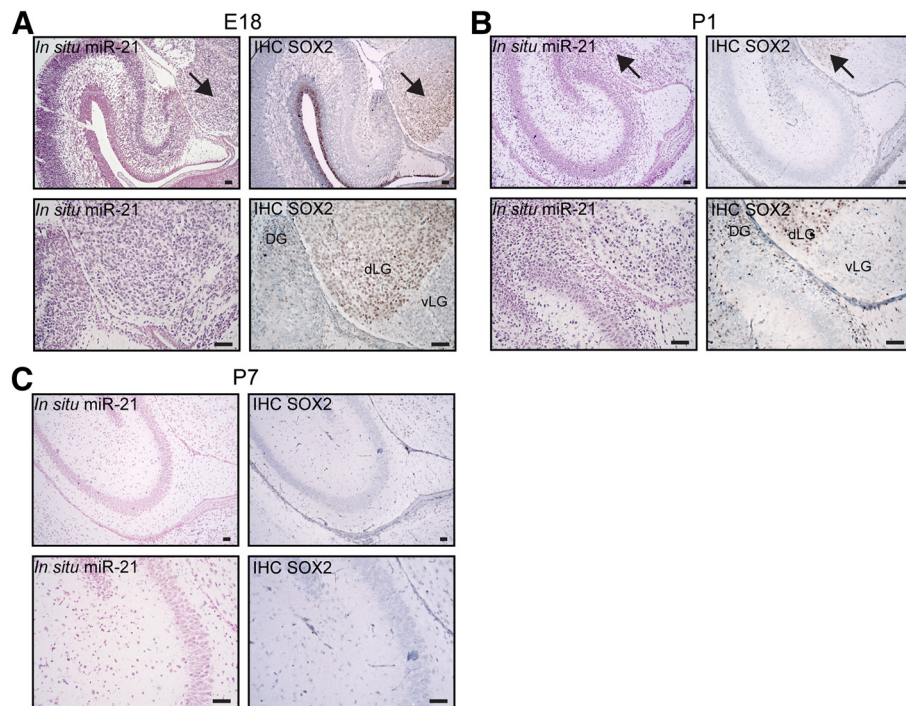 A
E18
In situ miR-21
IHC SOX2
In situ miR-21
IHC SOX2
DG
dLG
vLG
B
P1
In situ miR-21
IHC SOX2
In situ miR-21
IHC SOX2
DG
dLG
vLG
C
P7
In situ miR-21
IHC SOX2
In situ miR-21
IHC SOX2